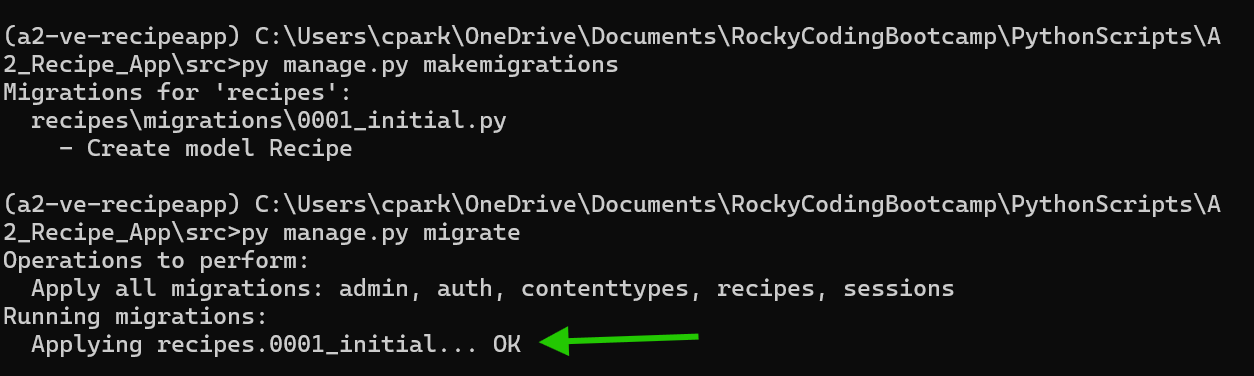 (a2-ve-recipeapp) C:\Users\cpark\OneDrive\Documents\RockyCodingBootcamp\PythonScripts\A
2_Recipe_App\src>py manage.py makemigrations
Migrations for 'recipes':
  recipes\migrations\0001_initial.py
    - Create model Recipe
(a2-ve-recipeapp) C:\Users\cpark\OneDrive\Documents\RockyCodingBootcamp\PythonScripts\A
2_Recipe_App\src>py manage.py migrate
Operations to perform:
  Apply all migrations: admin, auth, contenttypes, recipes, sessions
Running migrations:
  Applying recipes.0001_initial... OK